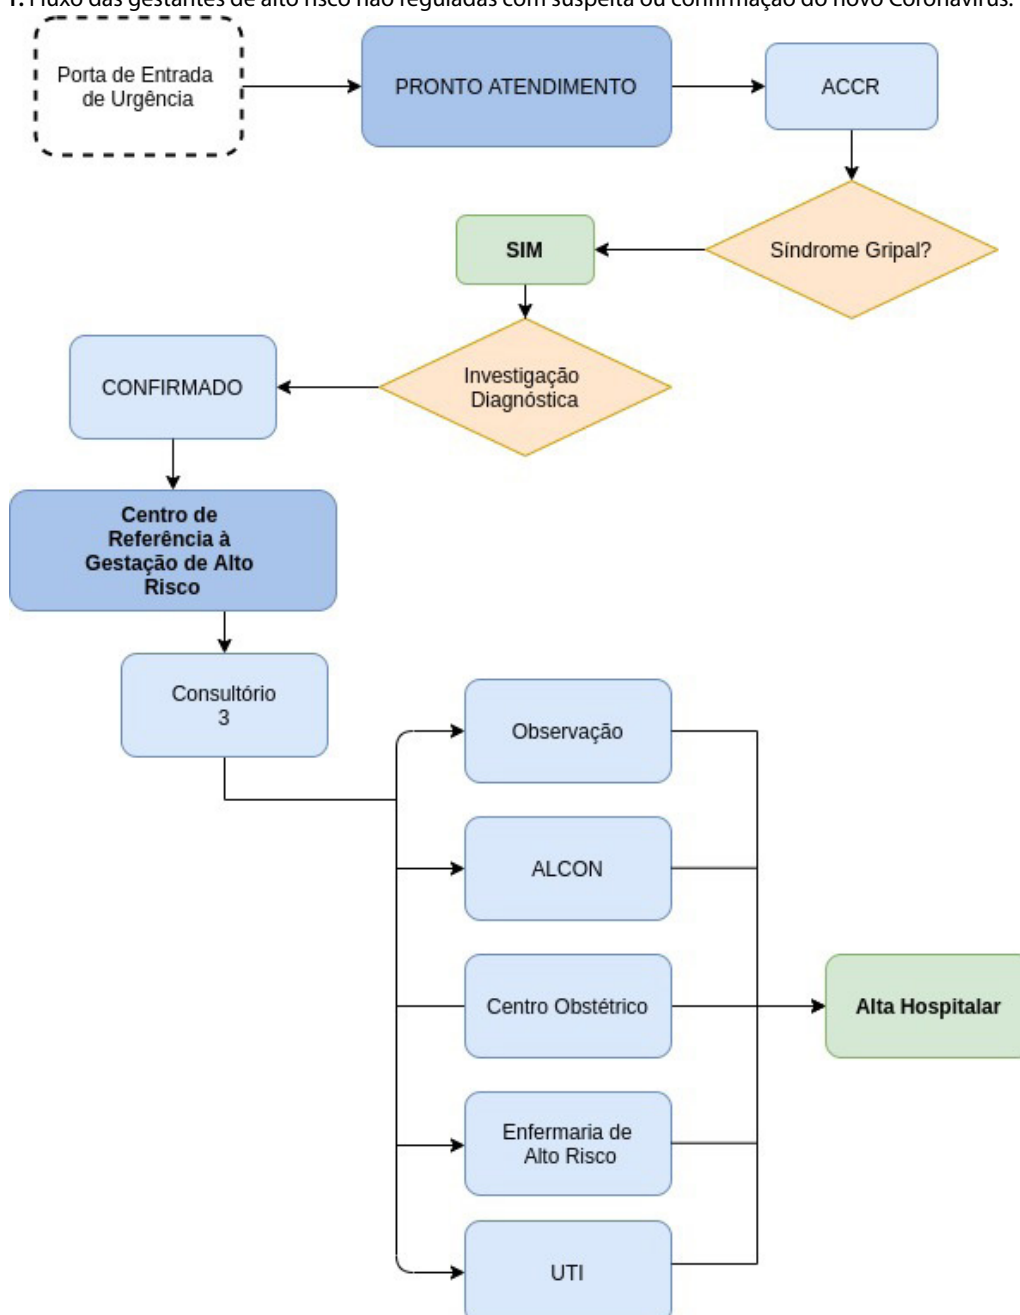 1. Fluxo das gestantes de alto risco não reguladas com suspeita ou confirmação do novo Coronavírus.
Porta de Entrada
de Urgência
PRONTO ATENDIMENTO
ACCR
Síndrome Gripal?
SIM
Investigação
Diagnóstica
CONFIRMADO
Centro de
Referência à
Gestação de Alto
Risco
Consultório
3
Observação
ALCON
Centro Obstétrico
Alta Hospitalar
Enfermaria de
Alto Risco
UTI